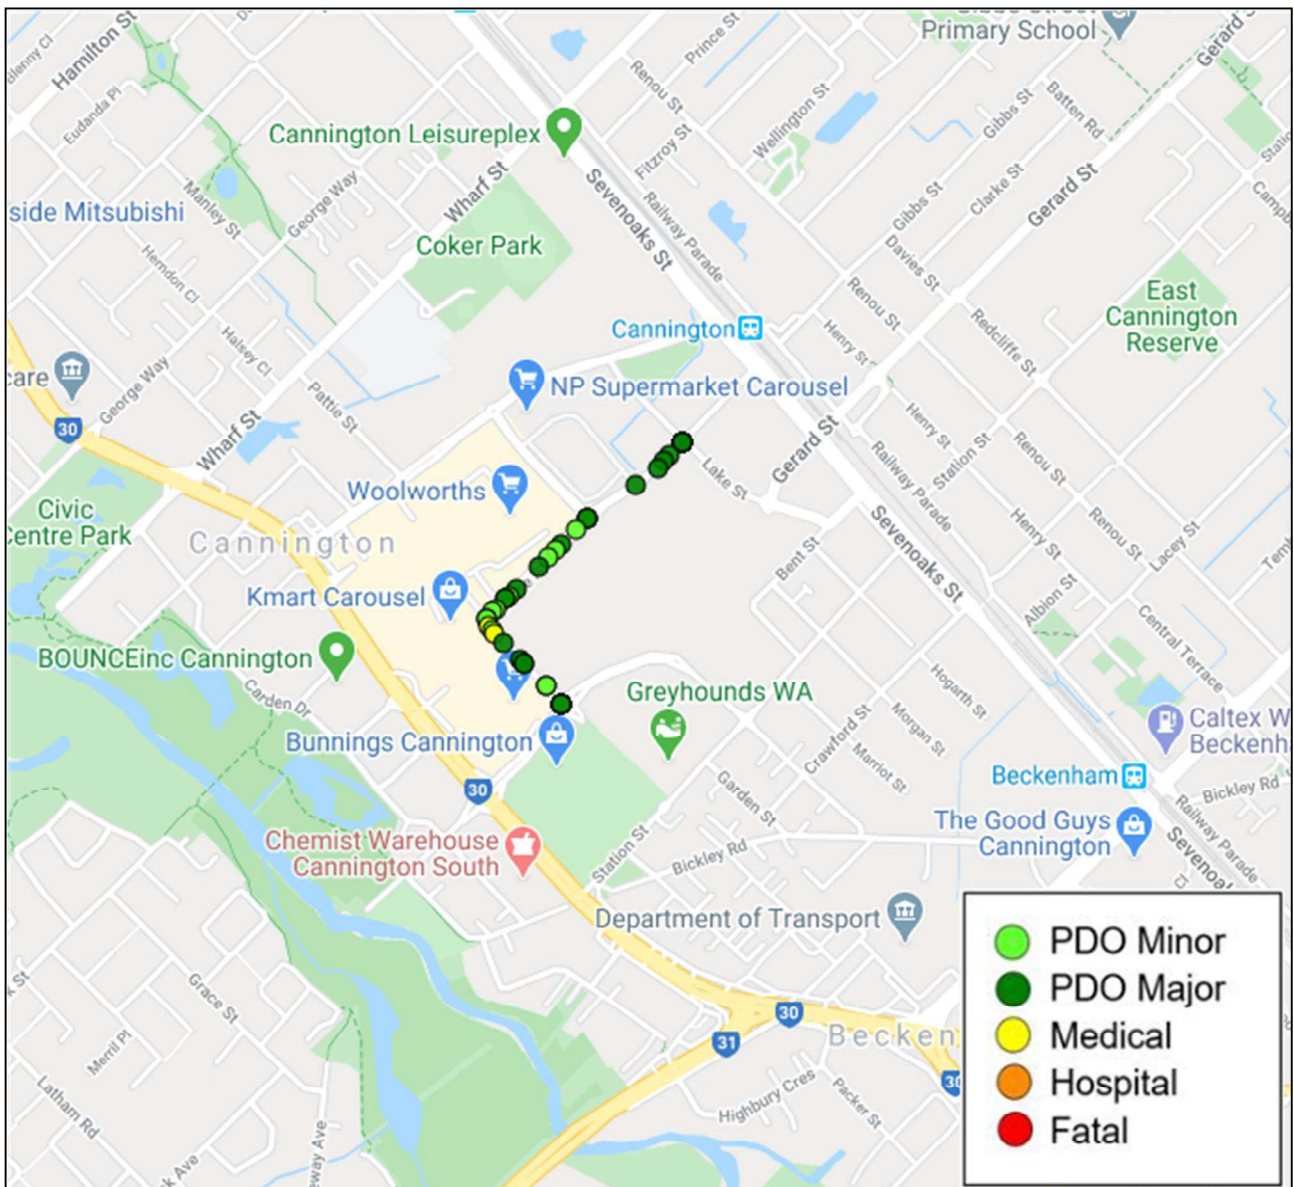 Hamilton St
Prince St
Primary School
Gerard St
Eudanda Pl
Renou St
Batten Rd
Gibbs St
Wellington St
Cannington Leisureplex
Fitzroy St
Sevenoaks St
Railway Parade
Wharf St
Manley St
George Way
side Mitsubishi
Gibbs St
Clarke St
Gerard St
Coker Park
Davies St
Herndon Cl
Renou St
East
Cannington
Reserve
Redcliffe St
Cannington
Henry St
Halsey Cl
care
George Way
NP Supermarket Carousel
Pattie St
30
Wharf St
Gerard St
Henry St
Station St
Renou St
Railway Parade
Lake St
Woolworths
Civic
Centre Park
Cannington
Sevenoaks St
Henry St
Renou St
Lacey St
Bent St
Kmart Carousel
Albion St
Central Terrace
BOUNCEinc Cannington
Carden Dr
Hogarth St
Greyhounds WA
Morgan St
Crawford St
Marriot St
Caltex W
Beckenh
Bunnings Cannington
Beckenham
Bickley Rd
30
Garden St
Railway Parade
The Good Guys
Cannington
Chemist Warehouse
Cannington South
Station St
Bickley Rd
Department of Transport
PDO Minor
PDO Major
Medical
Hospital
Fatal
Grace St
30
31
Becken
30
Merril Pl
Latham Rd
Highbury Cres
Packer St